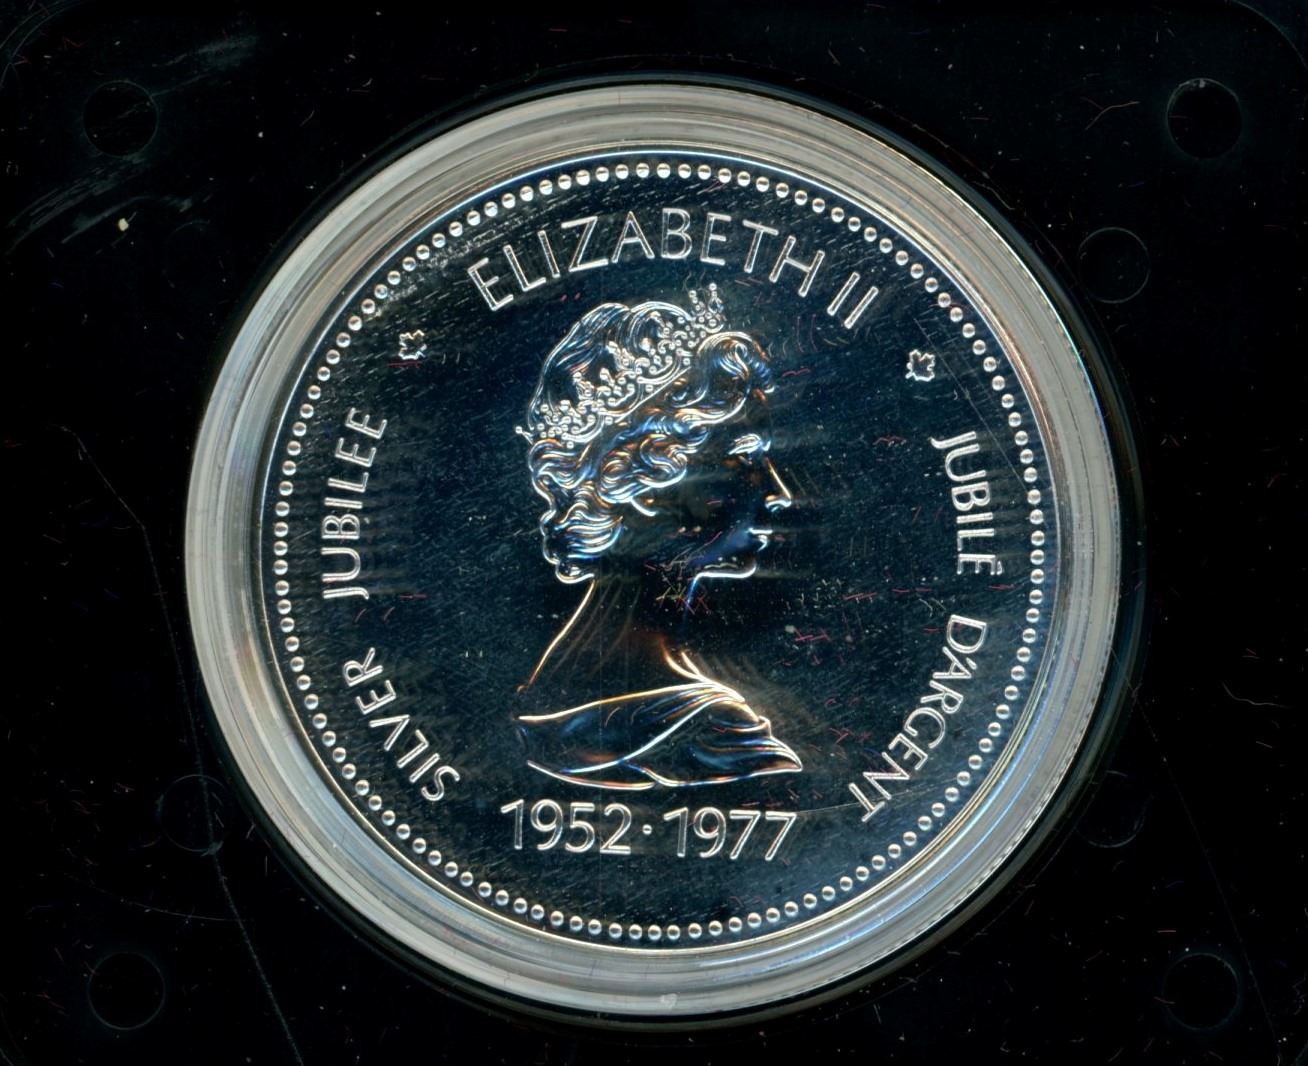 ELIZABETH II
SILVER JUBILEE
JUBILÉ D'ARGENT
1952·1977